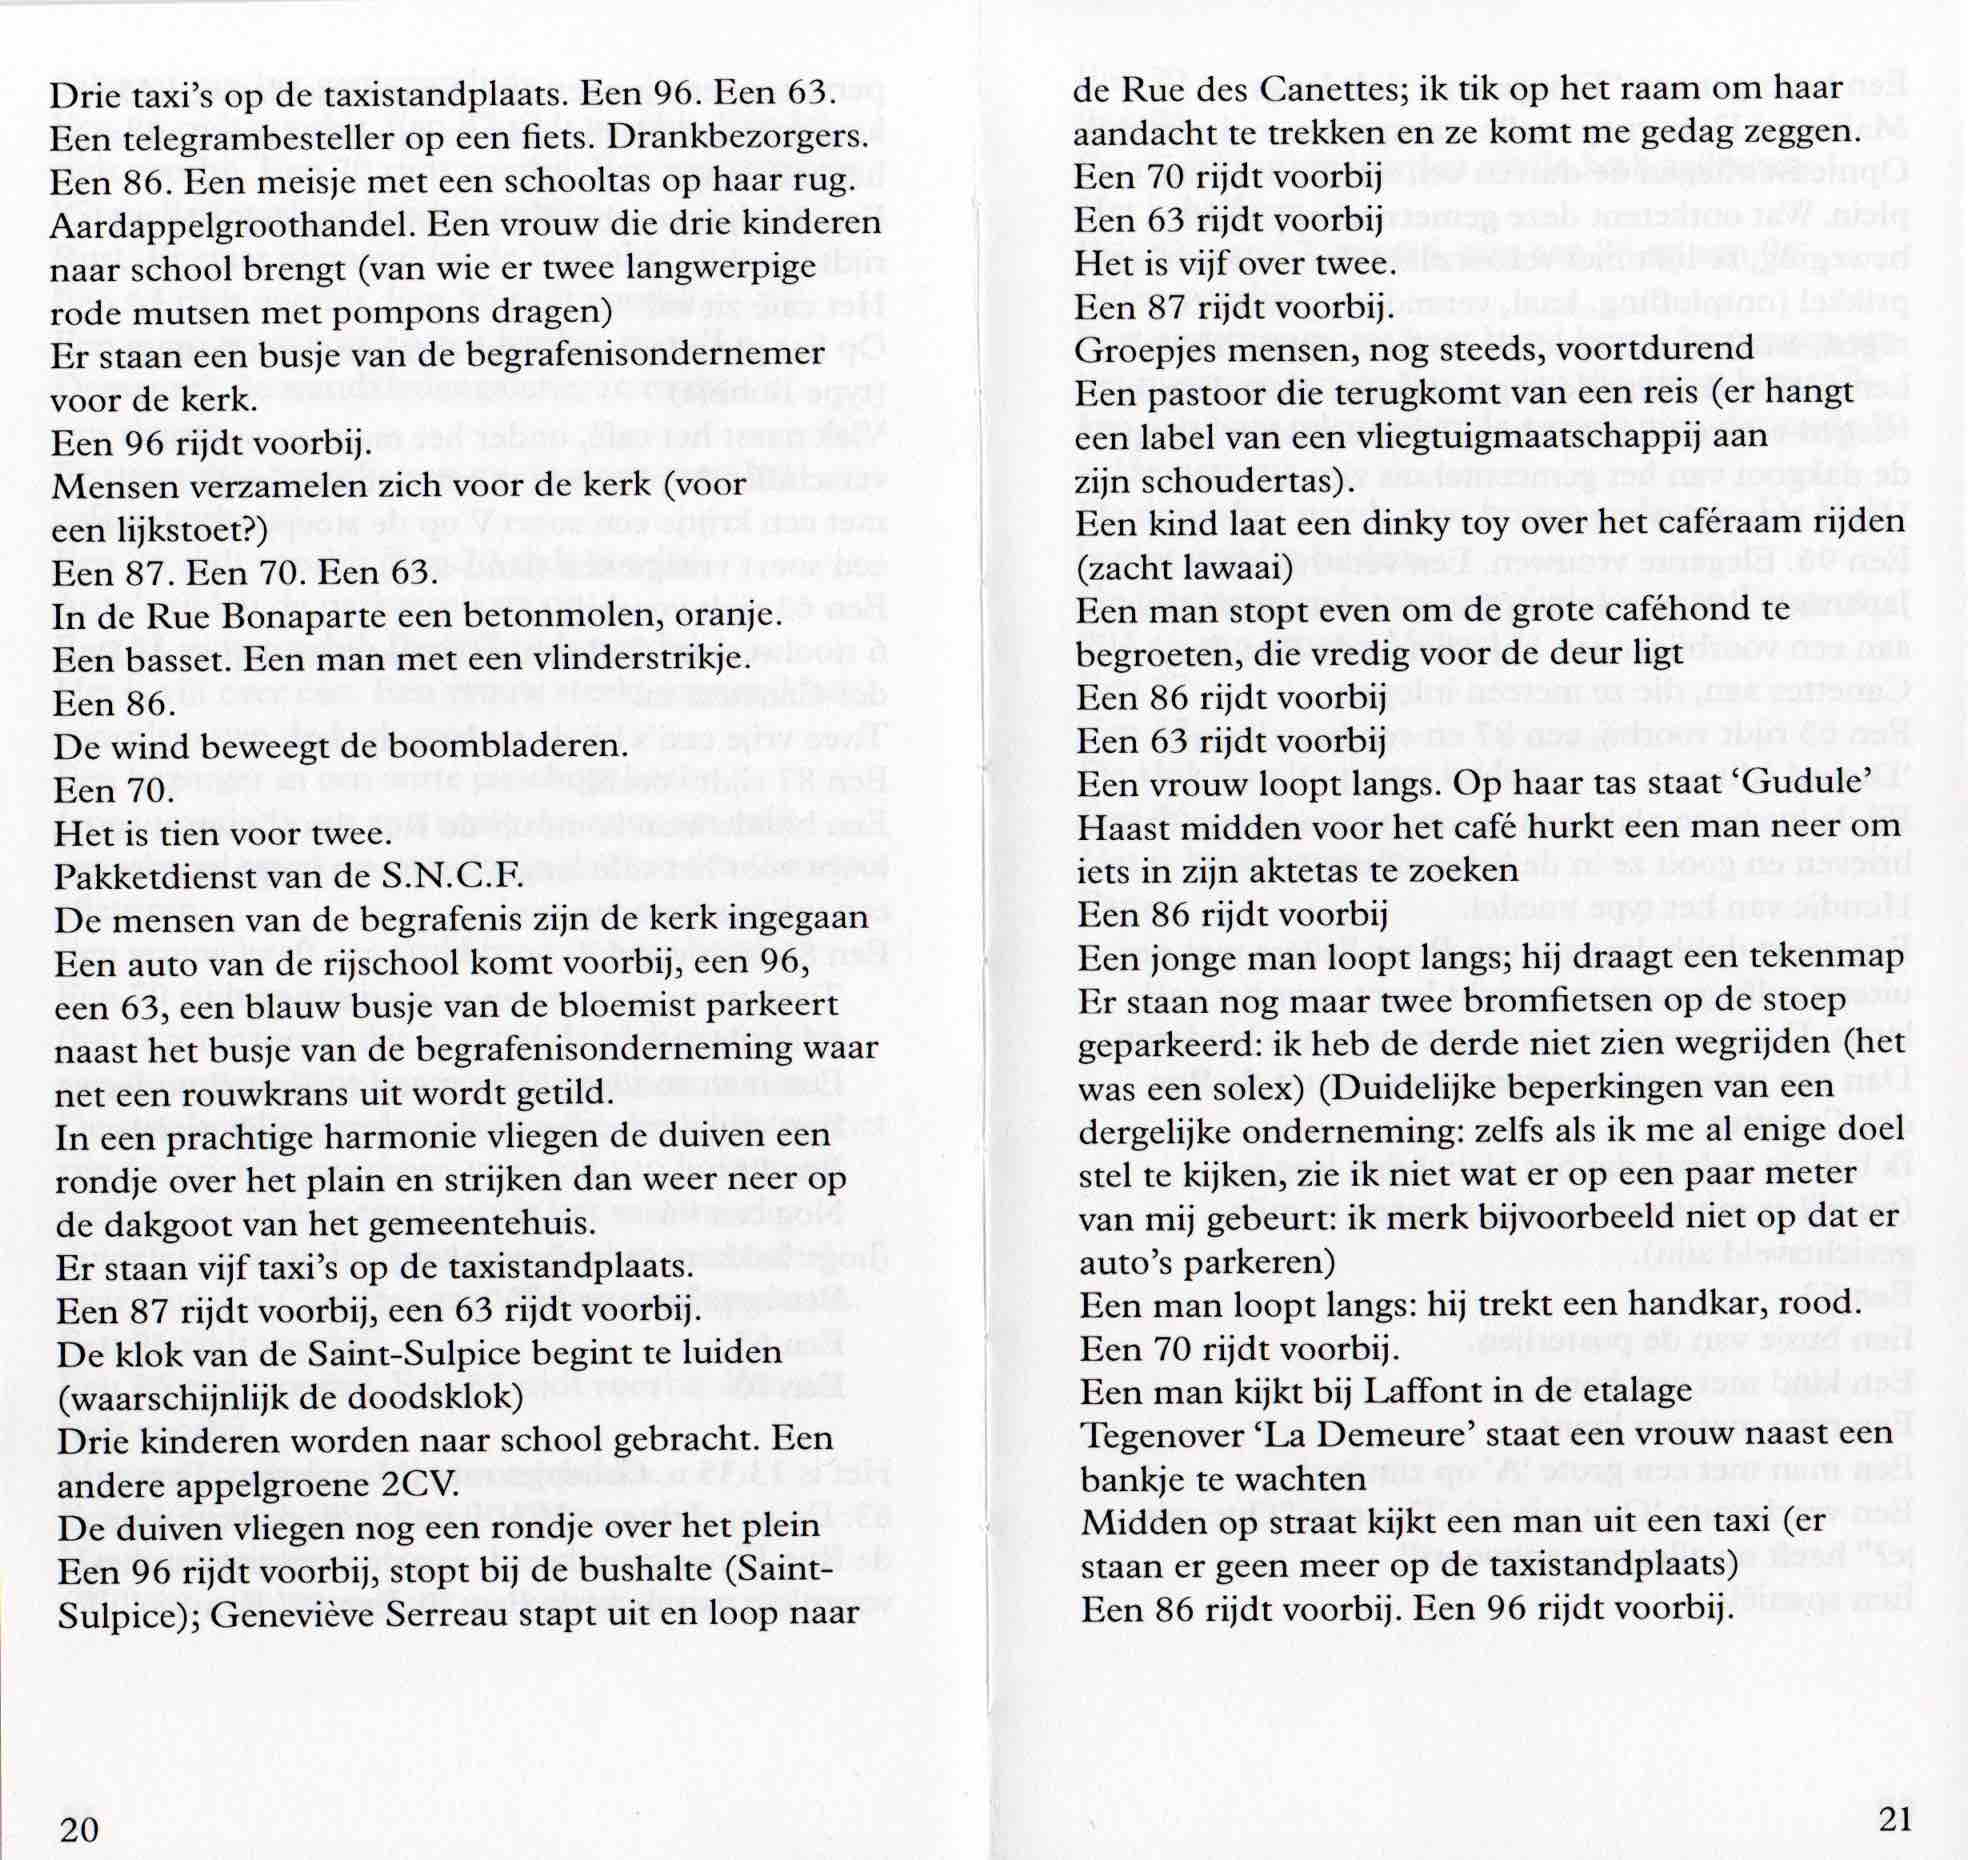 Drie taxi’s op de taxistandplaats. Een 96. Een 63.
Een telegrambesteller op een fiets. Drankbezorgers.
Een 86. Een meisje met een schooltas op haar rug.
Aardappelgroothandel. Een vrouw die drie kinderen
naar school brengt (van wie er twee langwerpige
rode mutsen met pompons dragen)
Er staan een busje van de begrafenisondernemer
voor de kerk.
Een 96 rijdt voorbij.
Mensen verzamelen zich voor de kerk (voor
een lijkstoet?)
Een 87. Een 70. Een 63.
In de Rue Bonaparte een betonmolen, oranje.
Een basset. Een man met een vlinderstrikje.
Een 86.
De wind beweegt de boombladeren.
Een 70.
Het is tien voor twee.
Pakketdienst van de S.N.C.F.
De mensen van de begrafenis zijn de kerk ingegaan
Een auto van de rijschool komt voorbij, een 96,
een 63, een blauw busje van de bloemist parkeert
naast het busje van de begrafenisonderneming waar
net een rouwkrans uit wordt getild.
In een prachtige harmonie vliegen de duiven een
rondje over het plain en strijken dan weer neer op
de dakgoot van het gemeentehuis.
Er staan vijf taxi’s op de taxistandplaats.
Een 87 rijdt voorbij, een 63 rijdt voorbij.
De klok van de Saint-Sulpice begint te luiden
(waarschijnlijk de doodsklok)
Drie kinderen worden naar school gebracht. Een
andere appelgroene 2CV.
De duiven vliegen nog een rondje over het plein
Een 96 rijdt voorbij, stopt bij de bushalte (Saint-
Sulpice); Geneviève Serreau stapt uit en loop naar
20
de Rue des Canettes; ik tik op het raam om haar
aandacht te trekken en ze komt me gedag zeggen.
Een 70 rijdt voorbij
Een 63 rijdt voorbij
Het is vijf over twee.
Een 87 rijdt voorbij.
Groepjes mensen, nog steeds, voortdurend
Een pastoor die terugkomt van een reis (er hangt
een label van een vliegtuigmaatschappij aan
zijn schoudertas).
Een kind laat een dinky toy over het caféraam rijden
(zacht lawaai)
Een man stopt even om de grote caféhond te
begroeten, die vredig voor de deur ligt
Een 86 rijdt voorbij
Een 63 rijdt voorbij
Een vrouw loopt langs. Op haar tas staat ‘Gudule’
Haast midden voor het café hurkt een man neer om
iets in zijn aktetas te zoeken
Een 86 rijdt voorbij
Een jonge man loopt langs; hij draagt een tekenmap
Er staan nog maar twee bromfietsen op de stoep
geparkeerd: ik heb de derde niet zien wegrijden (het
was een solex) (Duidelijke beperkingen van een
dergelijke onderneming: zelfs als ik me al enige doel
stel te kijken, zie ik niet wat er op een paar meter
van mij gebeurt: ik merk bijvoorbeeld niet op dat er
auto’s parkeren)
Een man loopt langs: hij trekt een handkar, rood.
Een 70 rijdt voorbij.
Een man kijkt bij Laffont in de etalage
Tegenover ‘La Demeure’ staat een vrouw naast een
bankje te wachten
Midden op straat kijkt een man uit een taxi (er
staan er geen meer op de taxistandplaats)
Een 86 rijdt voorbij. Een 96 rijdt voorbij.
21